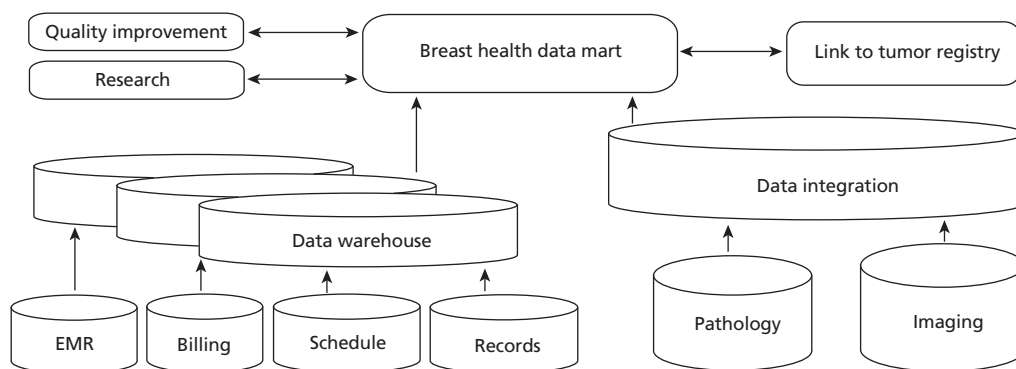 Quality improvement
Breast health data mart
Link to tumor registry
Research
Data integration
Data warehouse
EMR
Billing
Schedule
Records
Pathology
Imaging